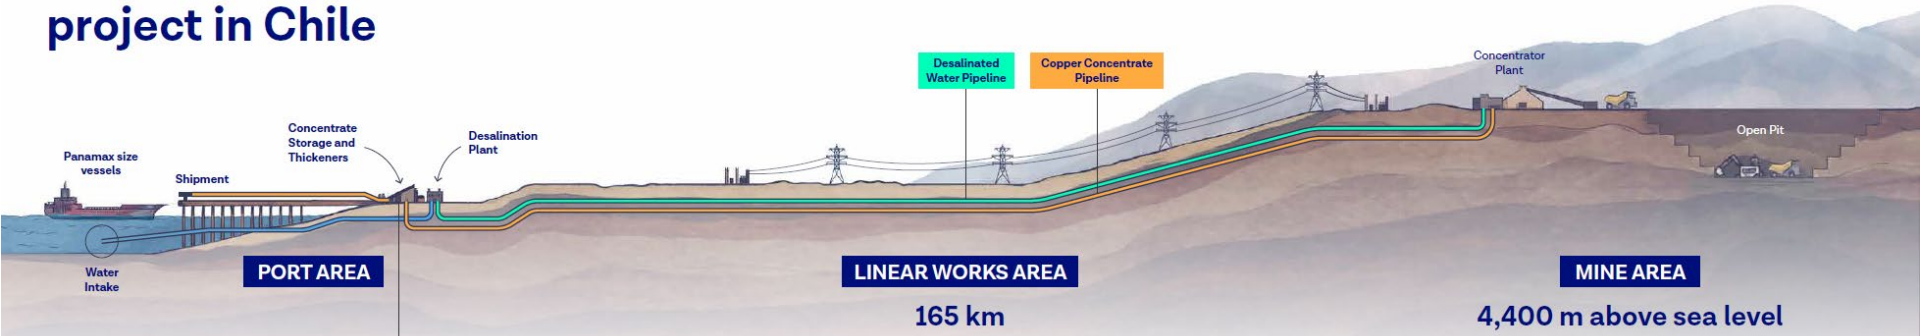 project in Chile
Desalinated
Water Pipeline
Copper Concentrate
Pipeline
Concentrator
Plant
Concentrate
Storage and
Thickeners
Desalination
Plant
Open Pit
Panamax size
vessels
Shipment
Water
Intake
PORT AREA
LINEAR WORKS AREA
165 km
MINE AREA
4,400 m above sea level